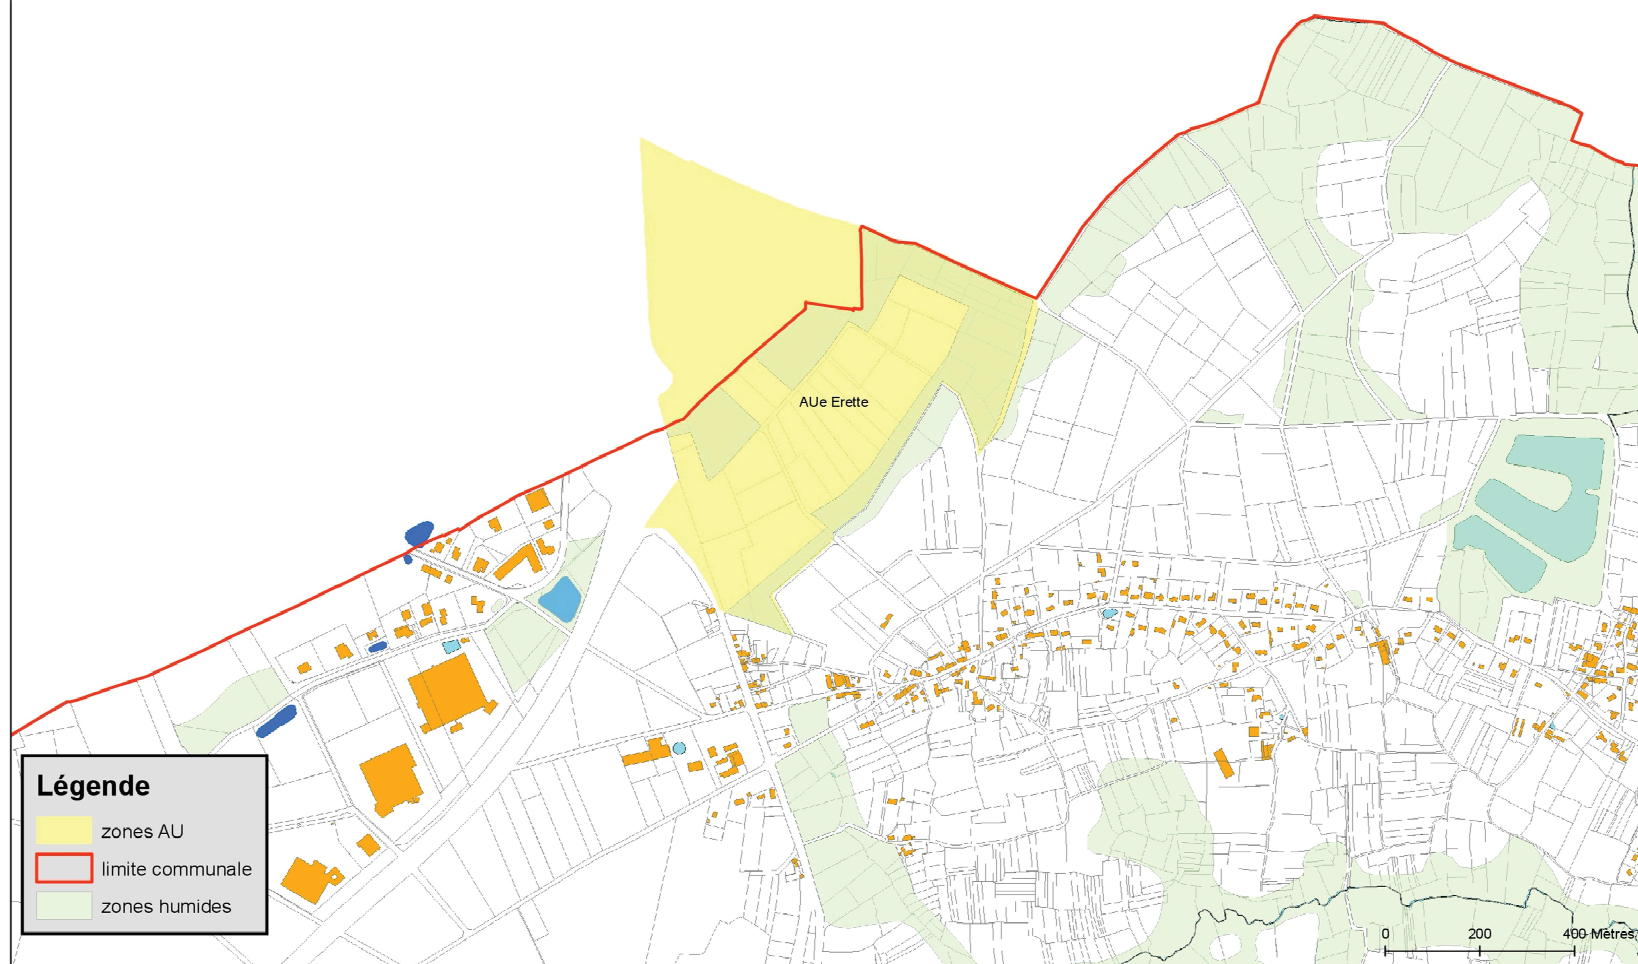 AUe Erette
Légende
zones AU
limite communale
zones humides
0 200 400 Mètres